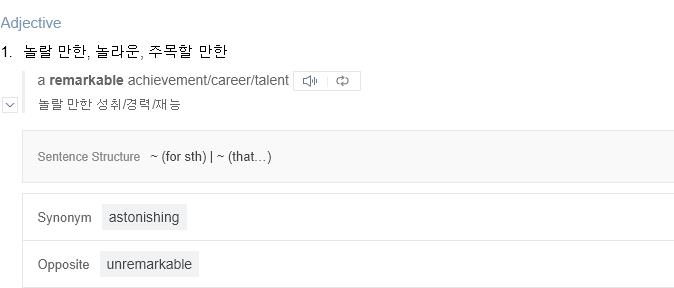 Adjective
1. 놀랄 만한, 놀라운, 주목할 만한
a remarkable achievement/career/talent
놀랄 만한 성취/경력/재능
Sentence Structure ~ (for sth) | ~ (that…)
Synonym astonishing
Opposite unremarkable